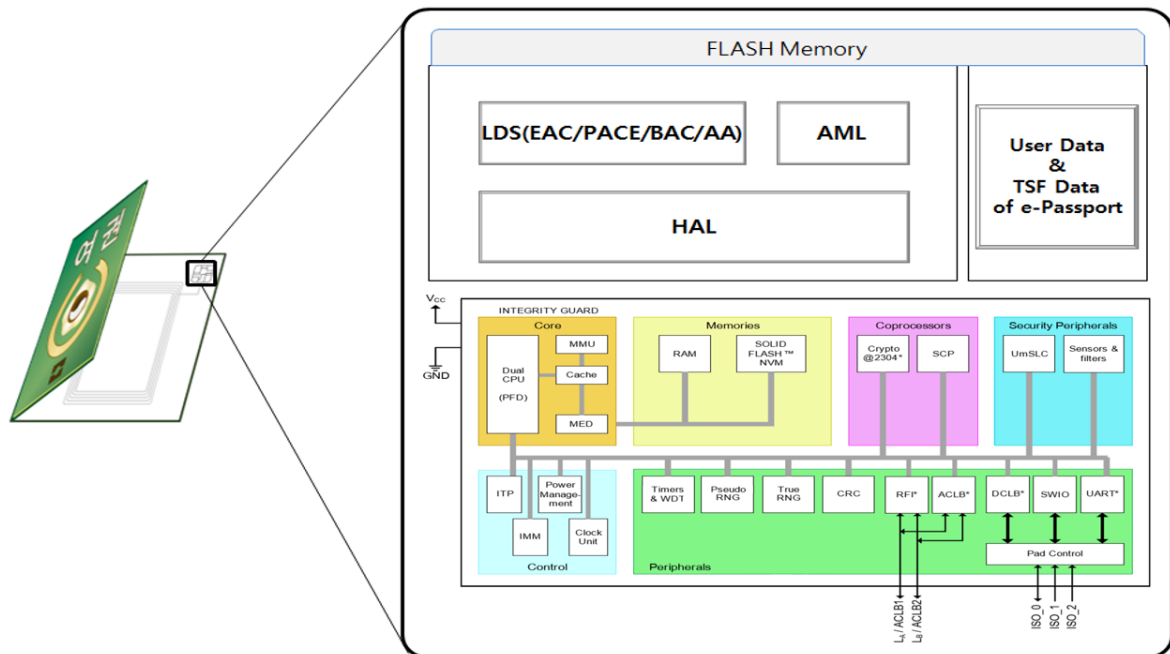 FLASH Memory
LDS(EAC/PACE/BAC/AA)
AML
HAL
User Data
&
TSF Data
of e-Passport
Vcc
GND
INTEGRITY GUARD
Core
Dual
CPU
(PFD)
MMU
Cache
MED
Memories
RAM
SOLID
FLASH™
NVM
Coprocessors
Crypto
@2304*
SCP
Security Peripherals
UmSLC
Sensors &
filters
ITP
Power
Manage-
ment
IMM
Clock
Unit
Control
Timers
& WDT
Pseudo
RNG
True
RNG
CRC
RFI*
ACLB*
DCLB*
SWIO
UART*
Pad Control
Peripherals
LA / ACLB1
LB / ACLB2
ISO_0
ISO_1
ISO_2